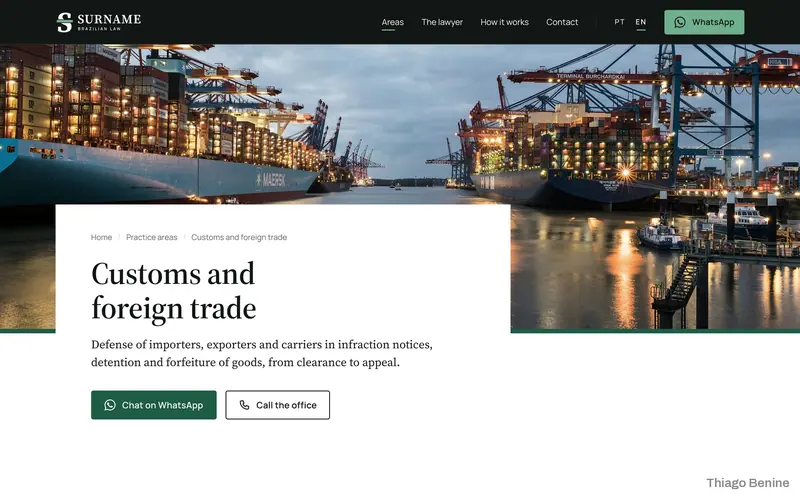 SURNAME
BRAZILIAN LAW
Areas
The lawyer
How it works
Contact
PT
EN
WhatsApp
TERMINAL BURCHARDKAI
MAERSK
Home / Practice areas / Customs and foreign trade
Customs and
foreign trade
Defense of importers, exporters and carriers in infraction notices,
detention and forfeiture of goods, from clearance to appeal.
Chat on WhatsApp
Call the office
Thiago Benine